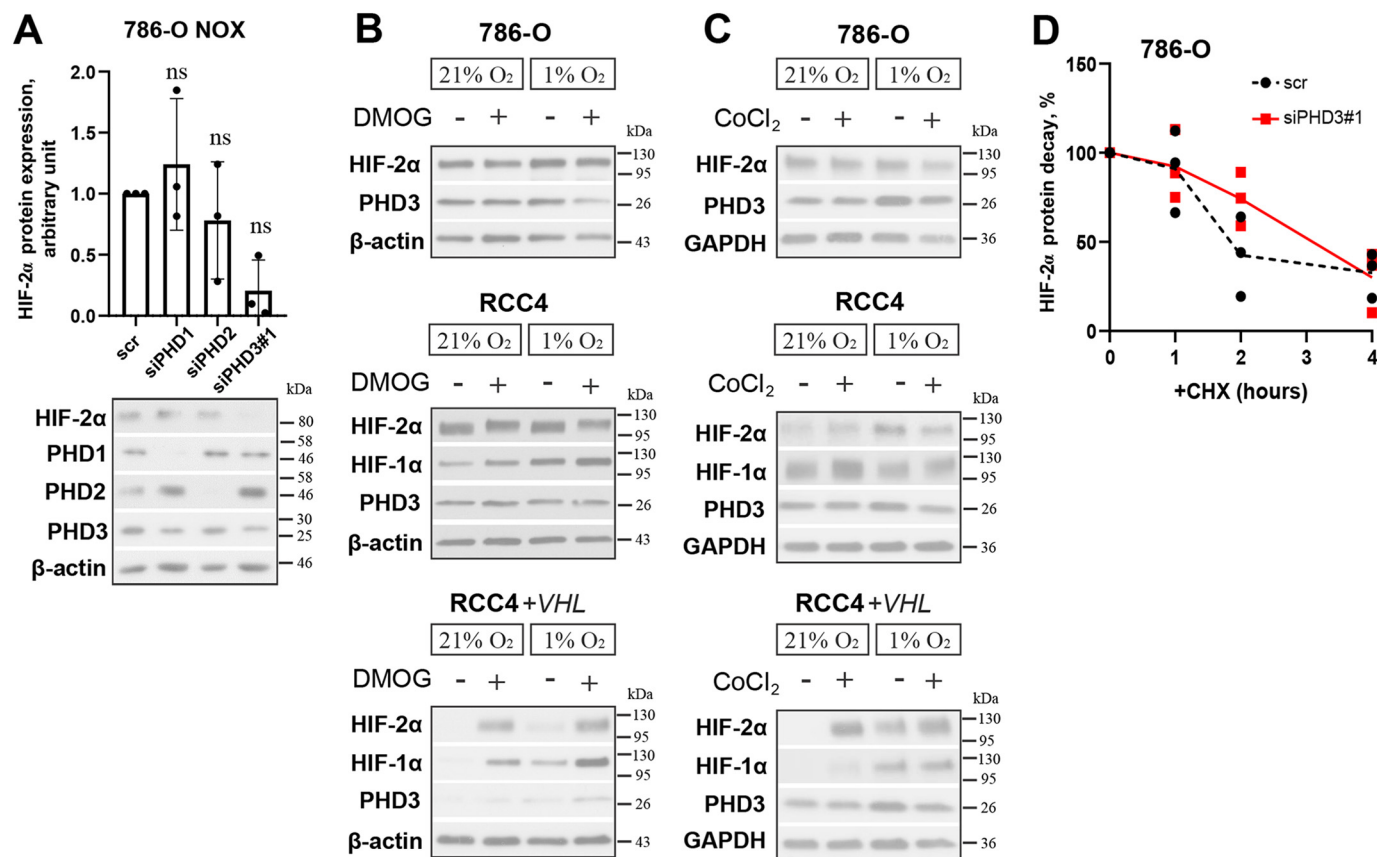 A
786-O NOX
HIF-2α protein expression,
arbitrary unit
2.0
1.5
1.0
0.5
0.0
ns
ns
ns
scr
siPHD1
siPHD2
siPHD3#1
kDa
HIF-2α
80
PHD1
58
46
PHD2
58
46
PHD3
30
25
β-actin
46
B
786-O
21% O₂ 1% O₂
DMOG - + - +
kDa
HIF-2α
130
95
PHD3
26
β-actin
43
RCC4
21% O₂ 1% O₂
DMOG - + - +
kDa
HIF-2α
130
95
HIF-1α
130
95
PHD3
26
β-actin
43
RCC4+VHL
21% O₂ 1% O₂
DMOG - + - +
kDa
HIF-2α
130
95
HIF-1α
130
95
PHD3
26
β-actin
43
C
786-O
21% O₂ 1% O₂
CoCl₂ - + - +
kDa
HIF-2α
130
95
PHD3
26
GAPDH
36
RCC4
21% O₂ 1% O₂
CoCl₂ - + - +
kDa
HIF-2α
130
95
HIF-1α
130
95
PHD3
26
GAPDH
36
RCC4+VHL
21% O₂ 1% O₂
CoCl₂ - + - +
kDa
HIF-2α
130
95
HIF-1α
130
95
PHD3
26
GAPDH
36
D
786-O
HIF-2α protein decay, %
150
100
50
0
scr
siPHD3#1
0 1 2 3 4
+CHX (hours)